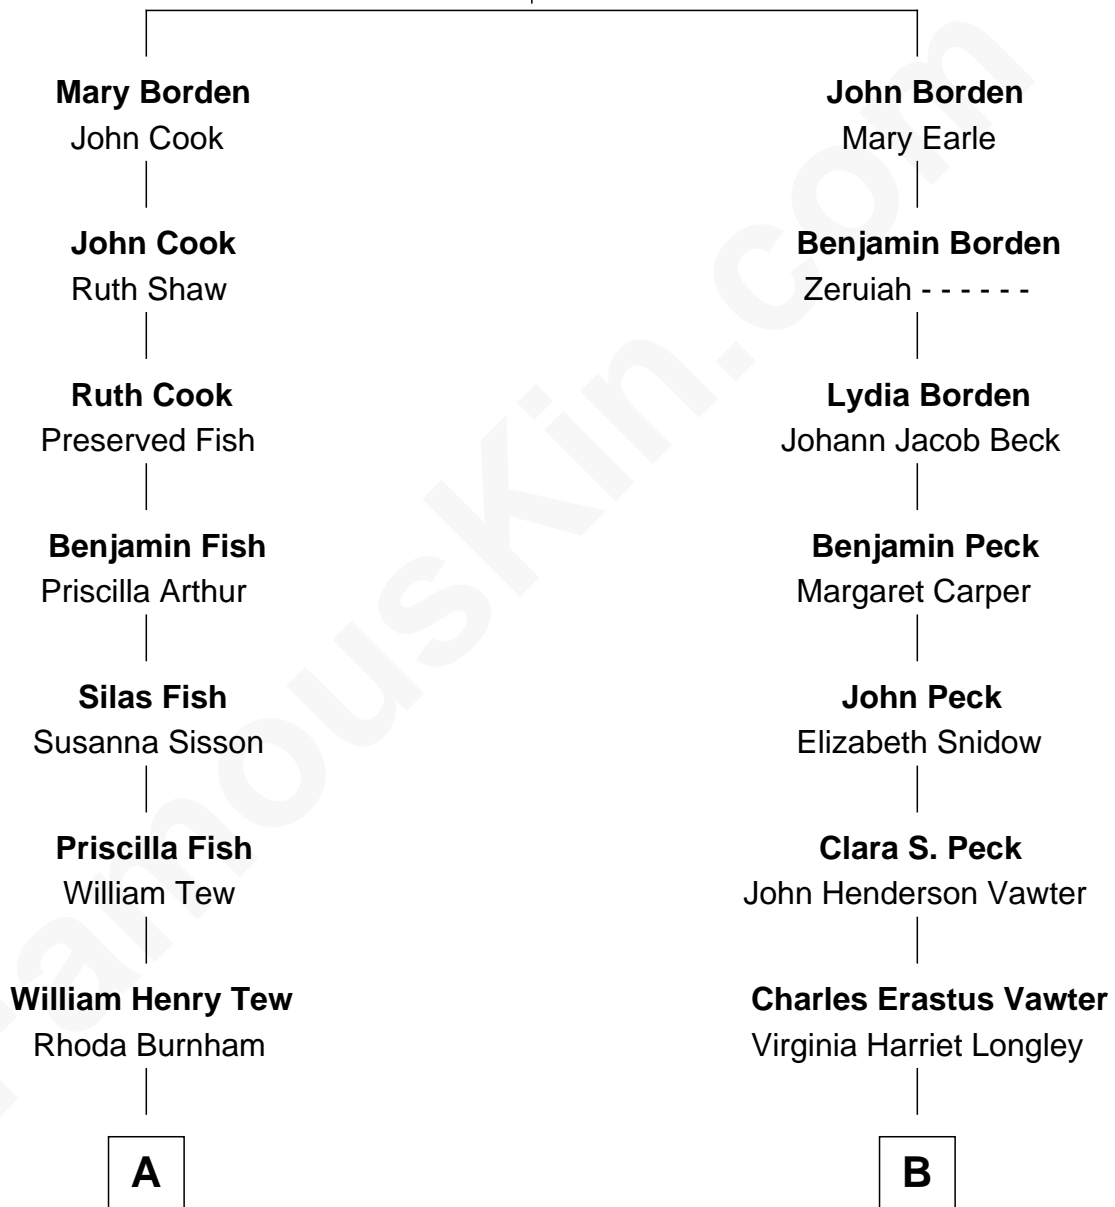 Mary Borden
John Cook
John Cook
Ruth Shaw
Ruth Cook
Preserved Fish
Benjamin Fish
Priscilla Arthur
Silas Fish
Susanna Sisson
Priscilla Fish
William Tew
William Henry Tew
Rhoda Burnham
A
John Borden
Mary Earle
Benjamin Borden
Zeruiah - - - - - -
Lydia Borden
Johann Jacob Beck
Benjamin Peck
Margaret Carper
John Peck
Elizabeth Snidow
Clara S. Peck
John Henderson Vawter
Charles Erastus Vawter
Virginia Harriet Longley
B
FamousKin.com